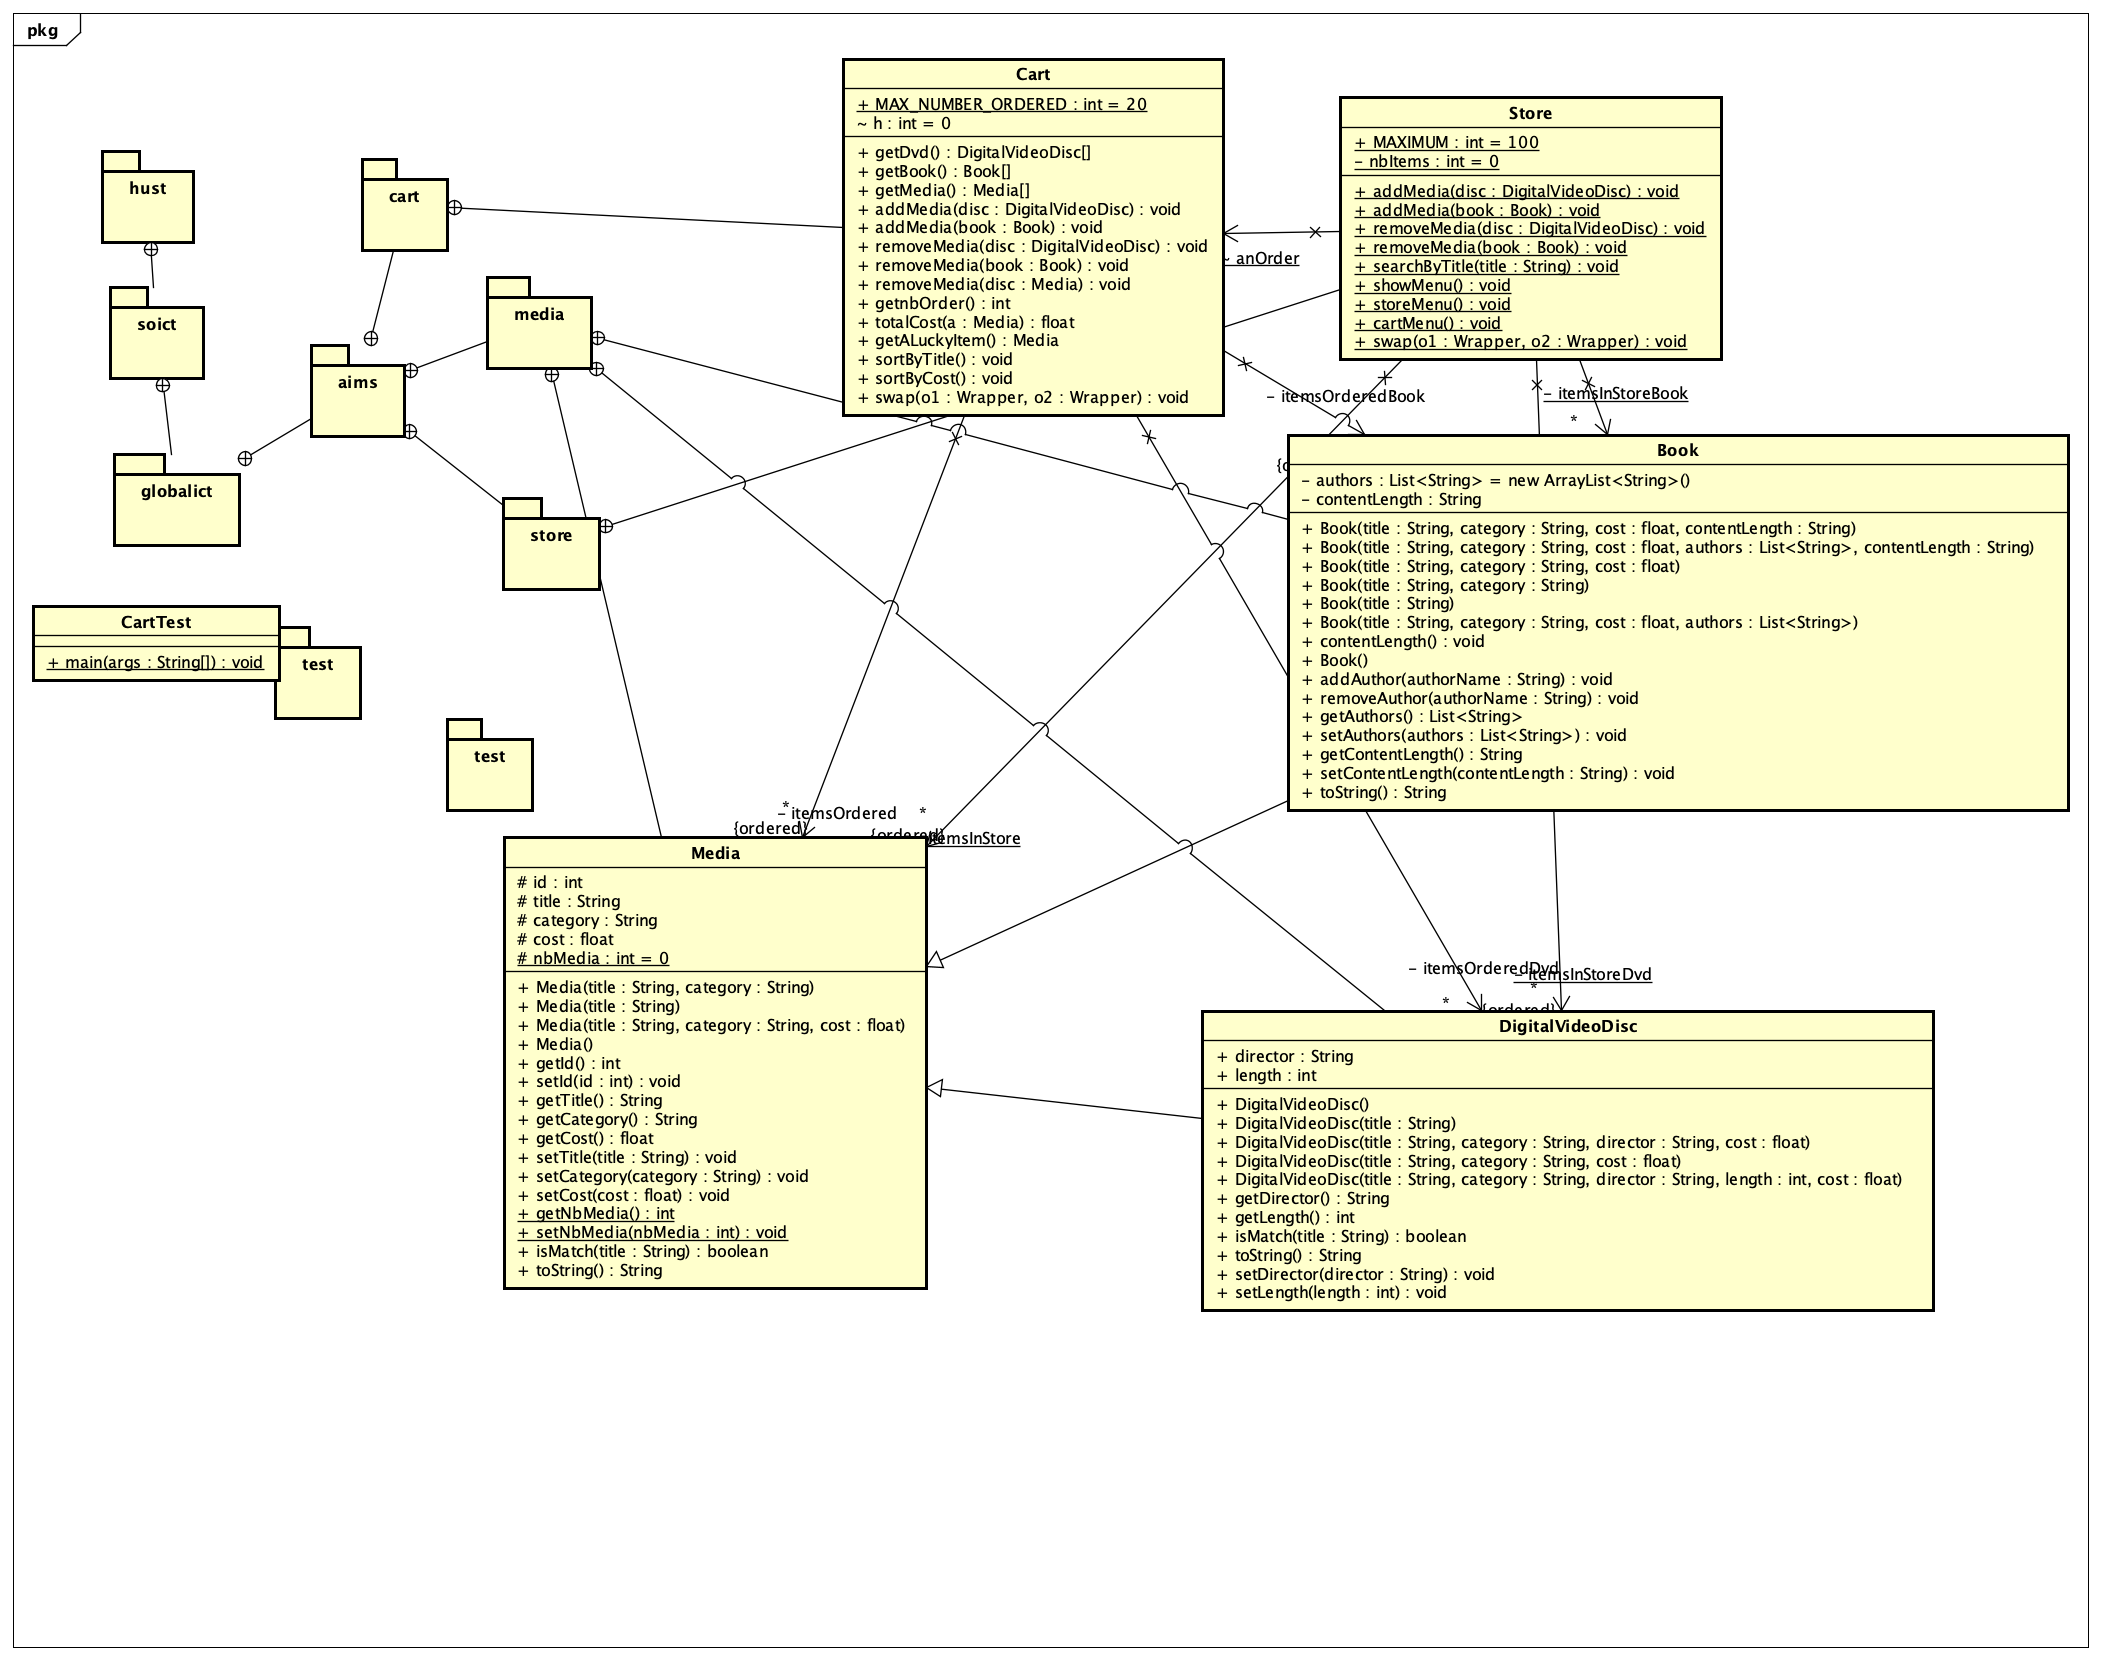 pkg
hust
soict
globalict
cart
aims
media
store
CartTest
+ main(args : String[]) : void
test
test
Cart
+ MAX_NUMBER_ORDERED : int = 20
~ h : int = 0
+ getDvd() : DigitalVideoDisc[]
+ getBook() : Book[]
+ getMedia() : Media[]
+ addMedia(disc : DigitalVideoDisc) : void
+ addMedia(book : Book) : void
+ removeMedia(disc : DigitalVideoDisc) : void
+ removeMedia(book : Book) : void
+ removeMedia(disc : Media) : void
+ getnbOrder() : int
+ totalCost(a : Media) : float
+ getALuckyItem() : Media
+ sortByTitle() : void
+ sortByCost() : void
+ swap(o1 : Wrapper, o2 : Wrapper) : void
Store
+ MAXIMUM : int = 100
- nbItems : int = 0
+ addMedia(disc : DigitalVideoDisc) : void
+ addMedia(book : Book) : void
+ removeMedia(disc : DigitalVideoDisc) : void
+ removeMedia(book : Book) : void
+ searchByTitle(title : String) : void
+ showMenu() : void
+ storeMenu() : void
+ cartMenu() : void
+ swap(o1 : Wrapper, o2 : Wrapper) : void
~ anOrder
- itemsOrderedBook
- itemsInStoreBook
*
Book
- authors : List<String> = new ArrayList<String>()
- contentLength : String
+ Book(title : String, category : String, cost : float, contentLength : String)
+ Book(title : String, category : String, cost : float, authors : List<String>, contentLength : String)
+ Book(title : String, category : String, cost : float)
+ Book(title : String, category : String)
+ Book(title : String)
+ Book(title : String, category : String, cost : float, authors : List<String>)
+ contentLength() : void
+ Book()
+ addAuthor(authorName : String) : void
+ removeAuthor(authorName : String) : void
+ getAuthors() : List<String>
+ setAuthors(authors : List<String>) : void
+ getContentLength() : String
+ setContentLength(contentLength : String) : void
+ toString() : String
*
- itemsOrdered
{ordered}
*
{ordered}
itemsInStore
Media
# id : int
# title : String
# category : String
# cost : float
# nbMedia : int = 0
+ Media(title : String, category : String)
+ Media(title : String)
+ Media(title : String, category : String, cost : float)
+ Media()
+ getId() : int
+ setId(id : int) : void
+ getTitle() : String
+ getCategory() : String
+ getCost() : float
+ setTitle(title : String) : void
+ setCategory(category : String) : void
+ setCost(cost : float) : void
+ getNbMedia() : int
+ setNbMedia(nbMedia : int) : void
+ isMatch(title : String) : boolean
+ toString() : String
- itemsOrderedDvd
- itemsInStoreDvd
*
*
{ordered}
DigitalVideoDisc
+ director : String
+ length : int
+ DigitalVideoDisc()
+ DigitalVideoDisc(title : String)
+ DigitalVideoDisc(title : String, category : String, director : String, cost : float)
+ DigitalVideoDisc(title : String, category : String, cost : float)
+ DigitalVideoDisc(title : String, category : String, director : String, length : int, cost : float)
+ getDirector() : String
+ getLength() : int
+ isMatch(title : String) : boolean
+ toString() : String
+ setDirector(director : String) : void
+ setLength(length : int) : void